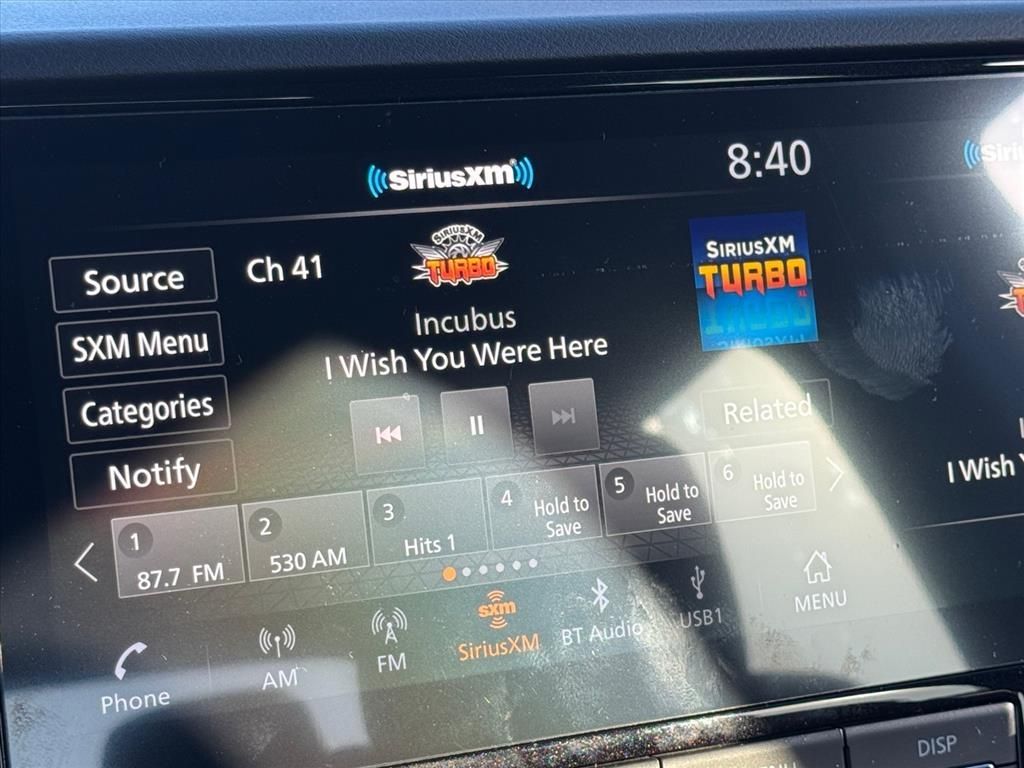 SIRIUSXM
8:40
Siri
Source
Ch 41
SIRIUSXM
TURBO
SIRIUSXM
TURBO
XL
SXM Menu
Incubus
I Wish You Were Here
Categories
Related
Notify
I Wish
1
87.7 FM
2
530 AM
3
Hits 1
4
Hold to
Save
5
Hold to
Save
6
Hold to
Save
Phone
AM
FM
sxm
SiriusXM
BT Audio
USB1
MENU
DISP